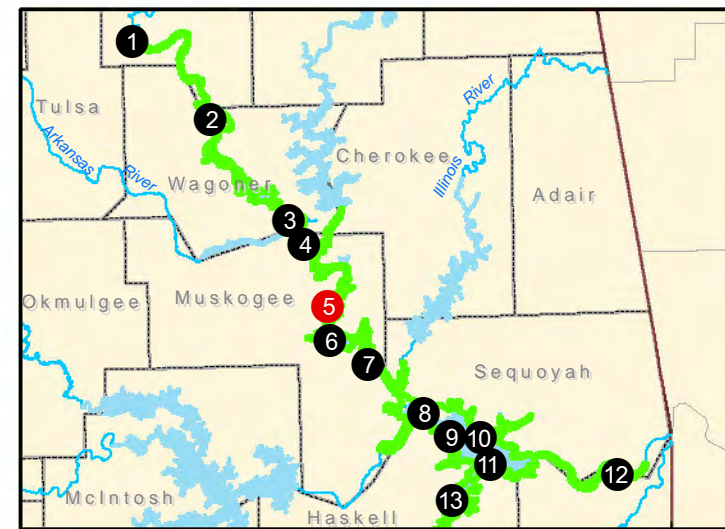 1
2
Tulsa
Arkansas
River
Cherokee
Illinois
River
Wagoner
Adair
3
4
Okmulgee
Muskogee
5
6
7
Sequoyah
8
9
10
11
12
McIntosh
13
Haskell